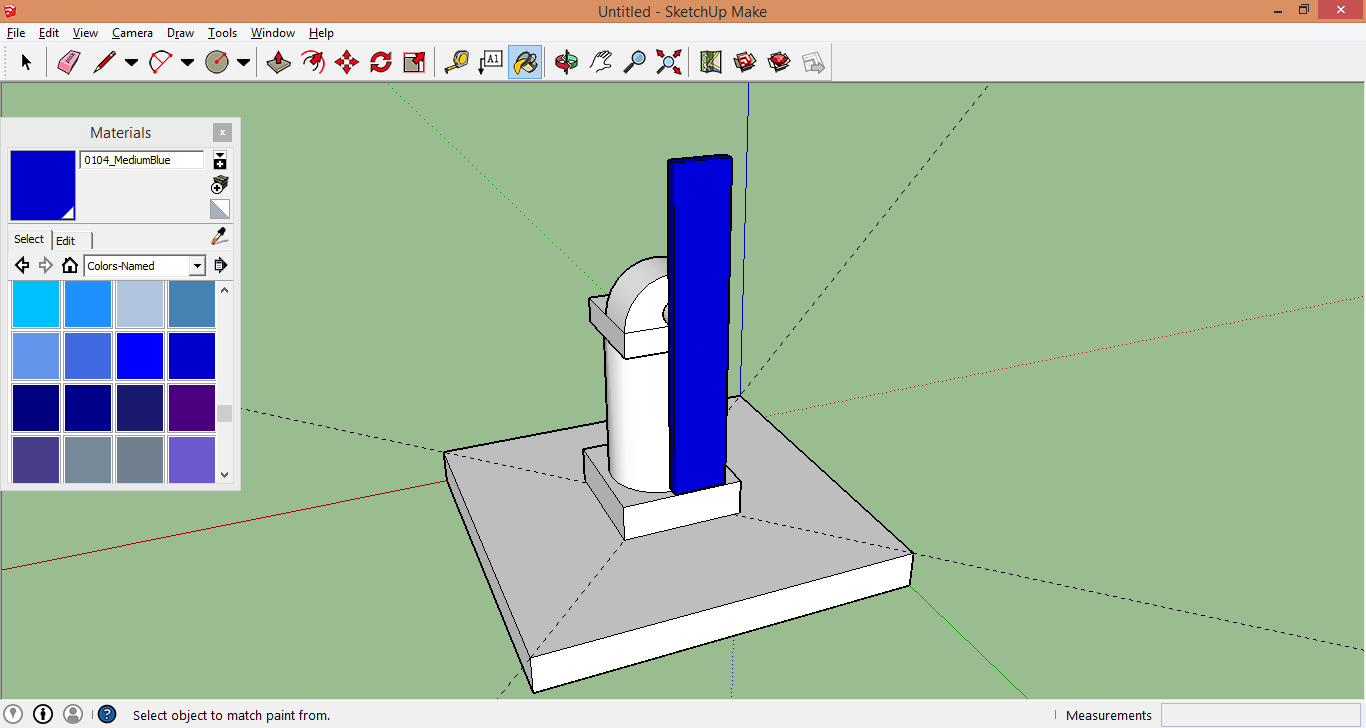 Untitled - SketchUp Make
File Edit View Camera Draw Tools Window Help
A1
Materials
0104_MediumBlue
Select Edit
Colors-Named
Select object to match paint from.
Measurements